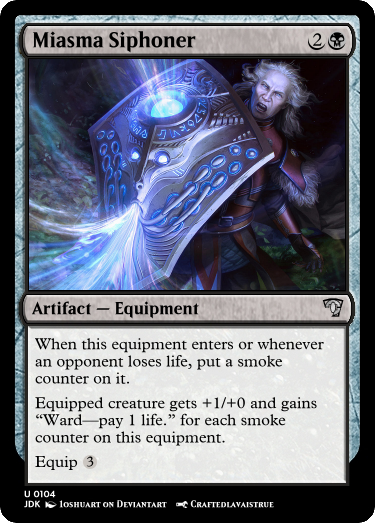 Miasma Siphoner 2
Artifact — Equipment
When this equipment enters or whenever
an opponent loses life, put a smoke
counter on it.
Equipped creature gets +1/+0 and gains
“Ward—pay 1 life.” for each smoke
counter on this equipment.
Equip 3
U 0104
JDK Ioshuart on Deviantart Craftedlavaistrue